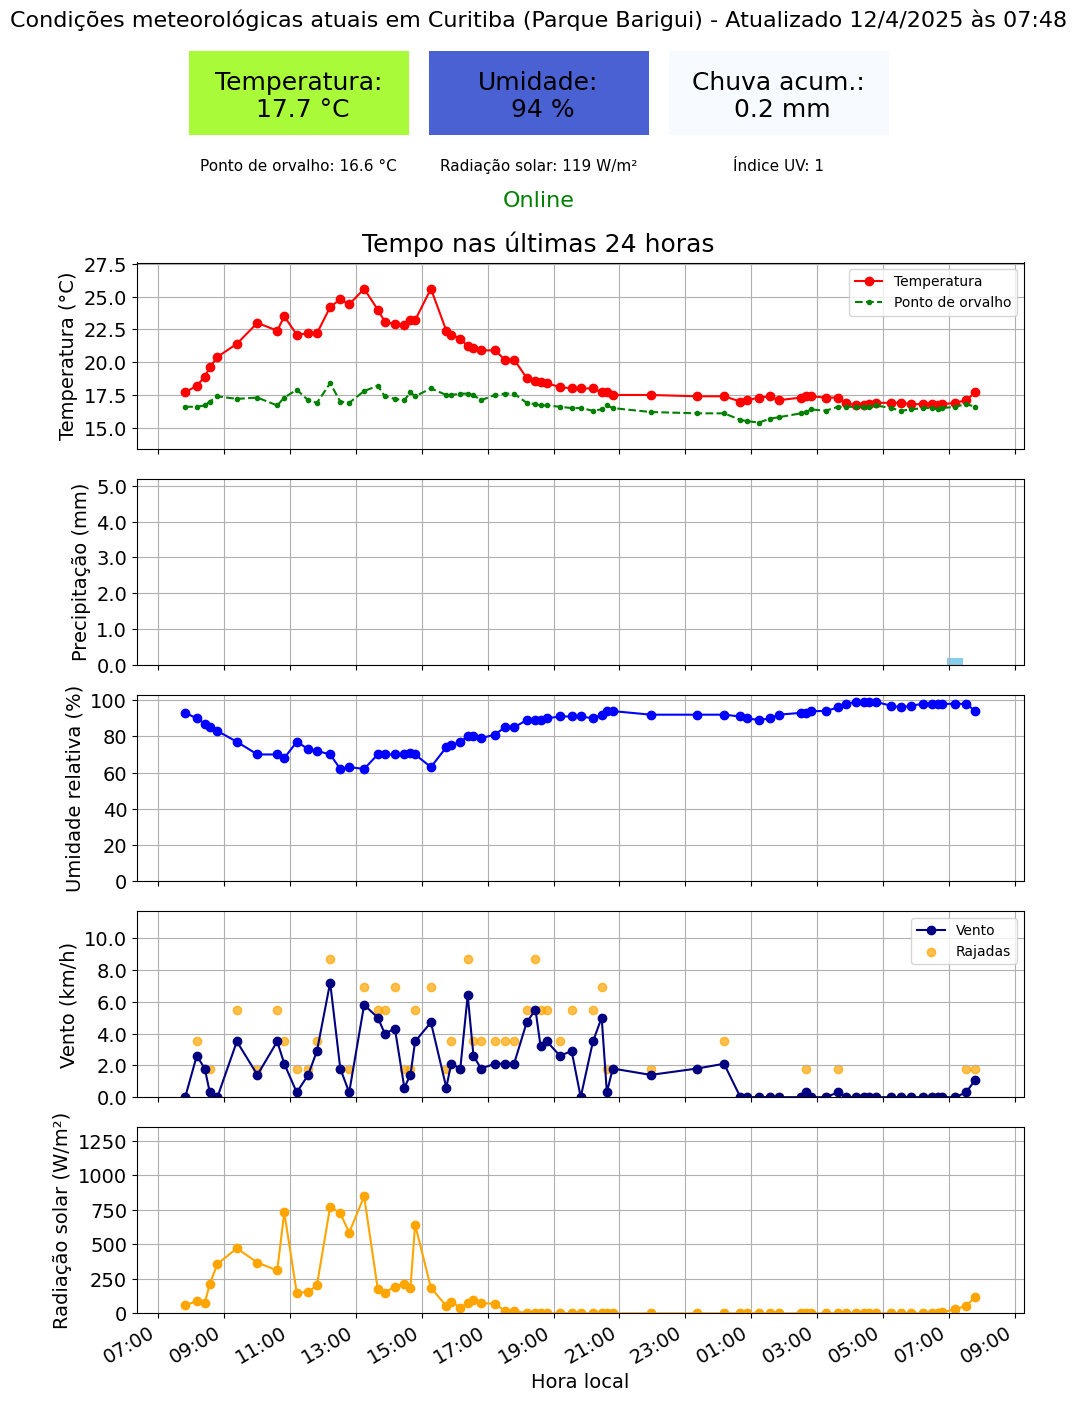 Condições meteorológicas atuais em Curitiba (Parque Barigui) - Atualizado 12/4/2025 às 07:48
Temperatura:
17.7 °C
Umidade:
94 %
Chuva acum.:
0.2 mm
Ponto de orvalho: 16.6 °C
Radiação solar: 119 W/m²
Índice UV: 1
Online
Tempo nas últimas 24 horas
Temperatura (°C)
27.5
25.0
22.5
20.0
17.5
15.0
Temperatura
Ponto de orvalho
Precipitação (mm)
5.0
4.0
3.0
2.0
1.0
0.0
Umidade relativa (%)
100
80
60
40
20
0
Vento (km/h)
10.0
8.0
6.0
4.0
2.0
0.0
Vento
Rajadas
Radiação solar (W/m²)
1250
1000
750
500
250
0
07:00
09:00
11:00
13:00
15:00
17:00
19:00
21:00
23:00
01:00
03:00
05:00
07:00
09:00
Hora local